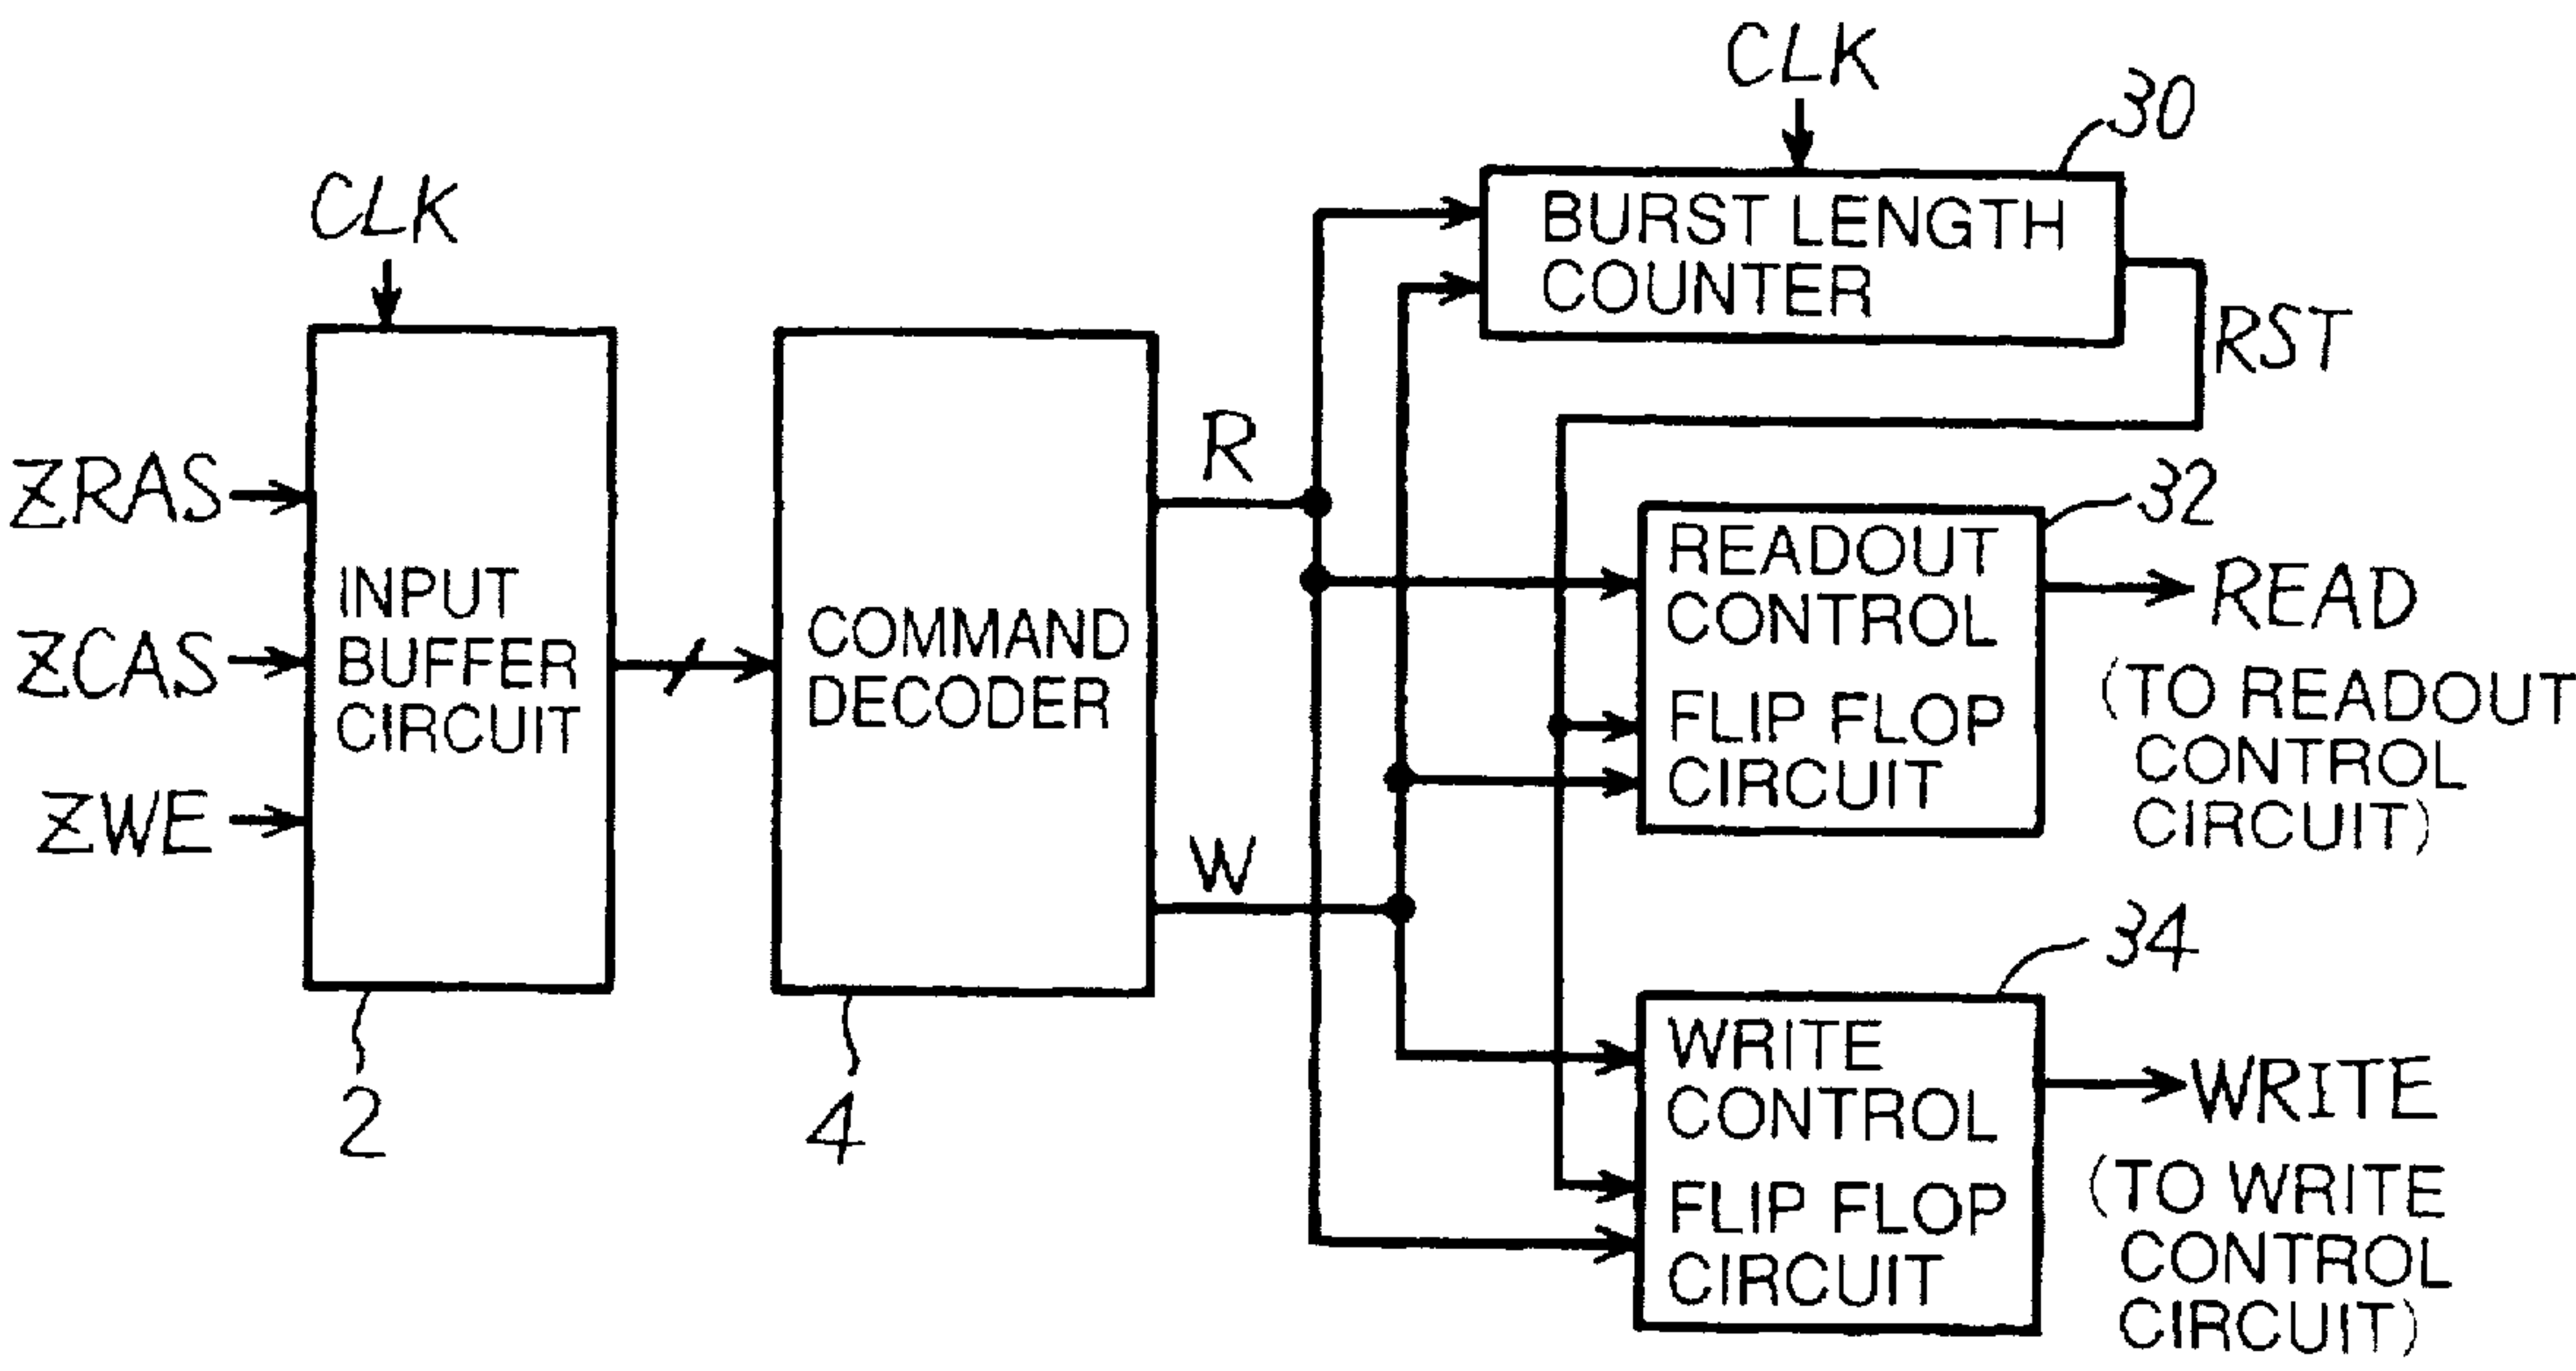 CLK
30
BURST LENGTH
COUNTER
RST
CLK
ZRAS
ZCAS
ZWE
INPUT
BUFFER
CIRCUIT
2
COMMAND
DECODER
4
R
W
READOUT
CONTROL
FLIP FLOP
CIRCUIT
32
READ
(TO READOUT
CONTROL
CIRCUIT)
34
WRITE
CONTROL
FLIP FLOP
CIRCUIT
WRITE
(TO WRITE
CONTROL
CIRCUIT)